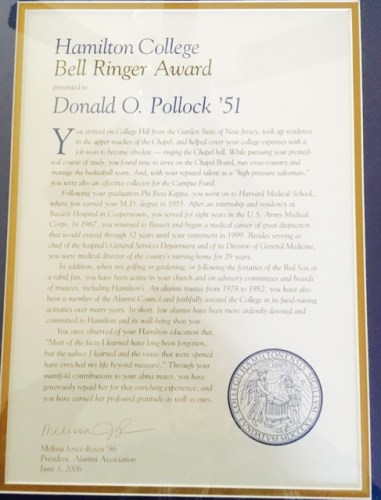 Hamilton College
Bell Ringer Award
presented to
Donald O. Pollock '51
You arrived on College Hill from the Garden State of New Jersey, took up residence
in the upper reaches of the Chapel, and helped cover your college expenses with a
job soon to become obsolete — ringing the Chapel bell. While pursuing your premed-
ical course of study, you found time to serve on the Chapel Board, run cross-country and
manage the basketball team. And, with your reputed talent as a "high pressure salesman,"
you were also an effective collector for the Campus Fund.
Following your graduation Phi Beta Kappa, you went on to Harvard Medical School,
where you earned your M.D. degree in 1955. After an internship and residency at
Bassett Hospital in Cooperstown, you served for eight years in the U.S. Army Medical
Corps. In 1967, you returned to Bassett and began a medical career of great distinction
that would extend through 32 years until your retirement in 1999. Besides serving as
chief of the hospital's General Services Department and of its Division of General Medicine,
you were medical director of the county's nursing home for 29 years.
In addition, when not golfing or gardening, or following the fortunes of the Red Sox as
a rabid fan, you have been active in your church and on advisory committees and boards
of trustees, including Hamilton's. An alumni trustee from 1978 to 1982, you have also
been a member of the Alumni Council and faithfully assisted the College in its fund-raising
activities over many years. In short, few alumni have been more ardently devoted and
committed to Hamilton and its well-being than you.
You once observed of your Hamilton education that,
"Most of the facts I learned have long been forgotten,
but the values I learned and the vistas that were opened
have enriched my life beyond measure." Through your
manifold contributions to your alma mater, you have
generously repaid her for that enriching experience, and
you have earned her profound gratitude as well as ours.
Melissa Joyce-Rosen '86
President, Alumni Association
June 3, 2006